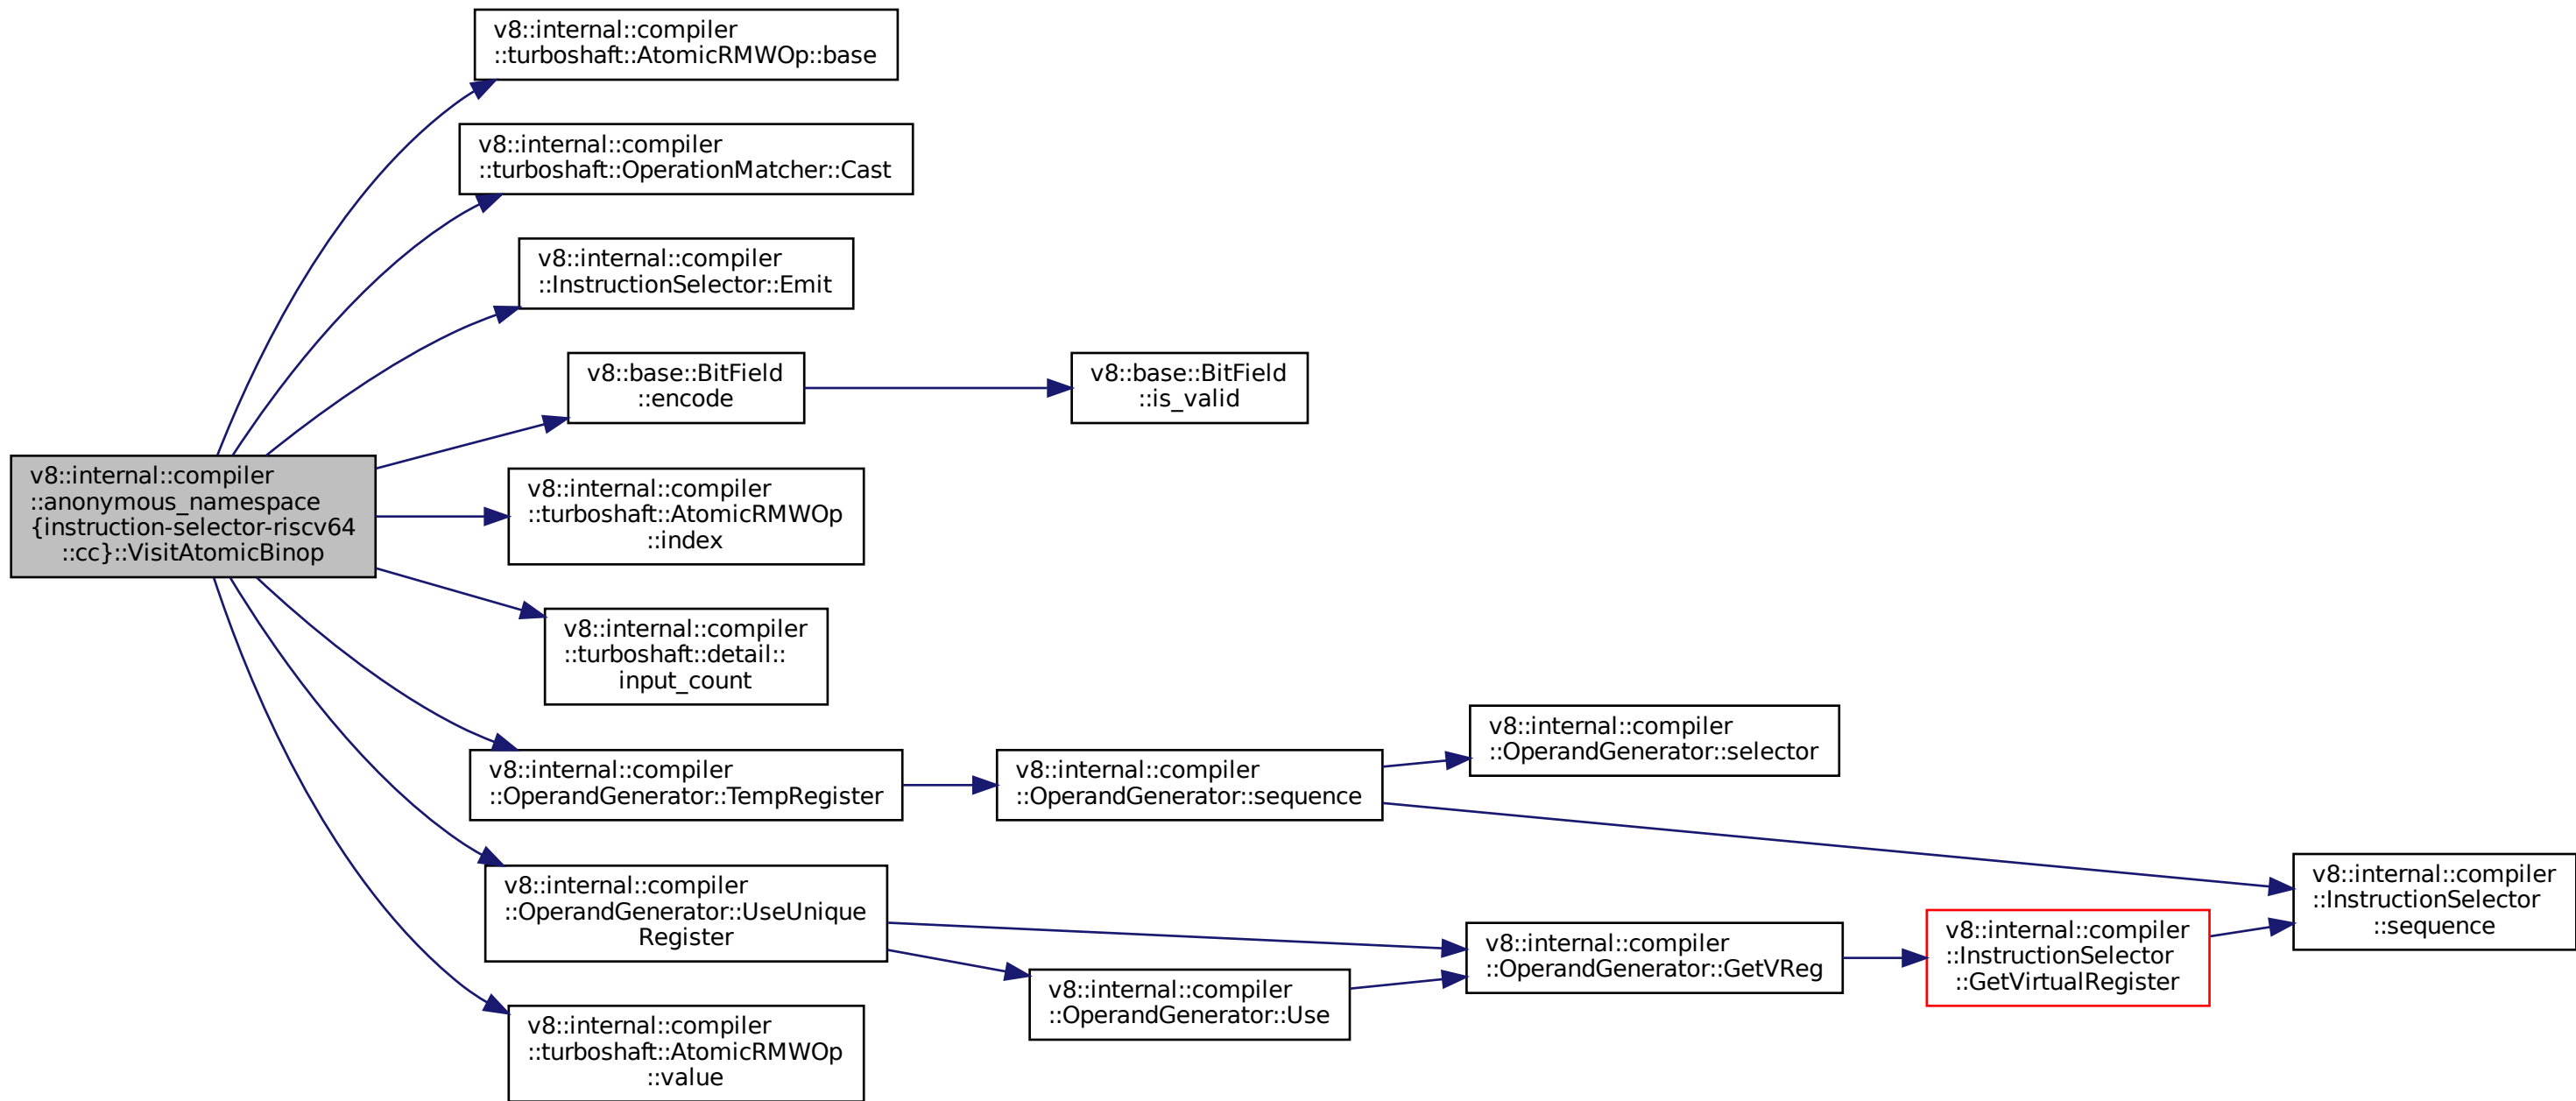 v8::internal::compiler
::turboshaft::AtomicRMWOp::base
v8::internal::compiler
::turboshaft::OperationMatcher::Cast
v8::internal::compiler
::InstructionSelector::Emit
v8::base::BitField
::encode
v8::base::BitField
::is_valid
v8::internal::compiler
::anonymous_namespace
{instruction-selector-riscv64
::cc}::VisitAtomicBinop
v8::internal::compiler
::turboshaft::AtomicRMWOp
::index
v8::internal::compiler
::turboshaft::detail::
input_count
v8::internal::compiler
::OperandGenerator::TempRegister
v8::internal::compiler
::OperandGenerator::sequence
v8::internal::compiler
::OperandGenerator::selector
v8::internal::compiler
::OperandGenerator::UseUnique
Register
v8::internal::compiler
::OperandGenerator::Use
v8::internal::compiler
::OperandGenerator::GetVReg
v8::internal::compiler
::InstructionSelector
::GetVirtualRegister
v8::internal::compiler
::InstructionSelector
::sequence
v8::internal::compiler
::turboshaft::AtomicRMWOp
::value